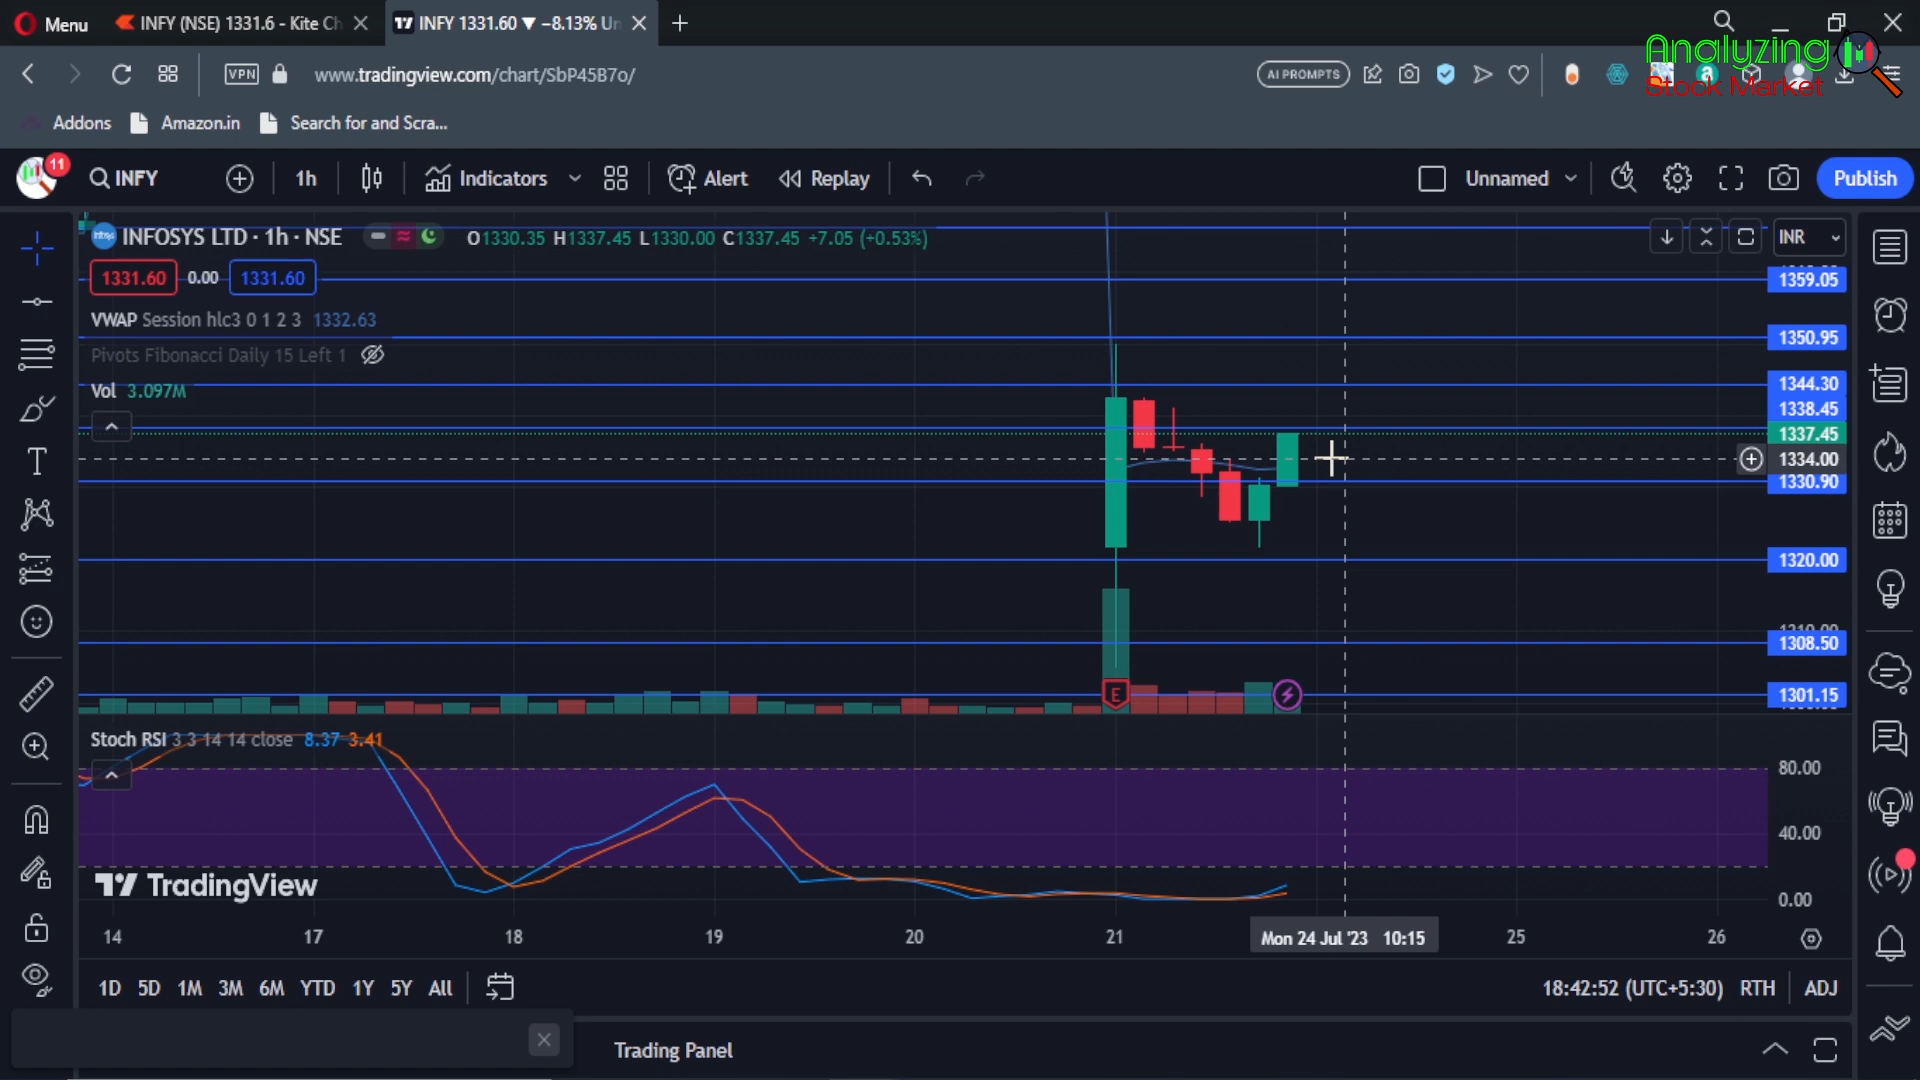 Menu
INFY (NSE) 1331.6 - Kite Ch
INFY 1331.60 ▼ −8.13% Un
VPN
www.tradingview.com/chart/SbP45B7o/
AI PROMPTS
Analyzing
Stock Market
Addons
Amazon.in
Search for and Scra...
11
INFY
1h
Indicators
Alert
Replay
Unnamed
Publish
INFOSYS LTD · 1h · NSE
O1330.35 H1337.45 L1330.00 C1337.45 +7.05 (+0.53%)
INR
1331.60
0.00
1331.60
VWAP Session hlc3 0 1 2 3 1332.63
Pivots Fibonacci Daily 15 Left 1
Vol 3.097M
1359.05
1350.95
1344.30
1338.45
1337.45
1334.00
1330.90
1320.00
1308.50
1301.15
E
Stoch RSI 3 3 14 14 close 8.37 3.41
80.00
40.00
0.00
TradingView
14
17
18
19
20
21
Mon 24 Jul '23 10:15
25
26
1D 5D 1M 3M 6M YTD 1Y 5Y All
18:42:52 (UTC+5:30) RTH ADJ
Trading Panel